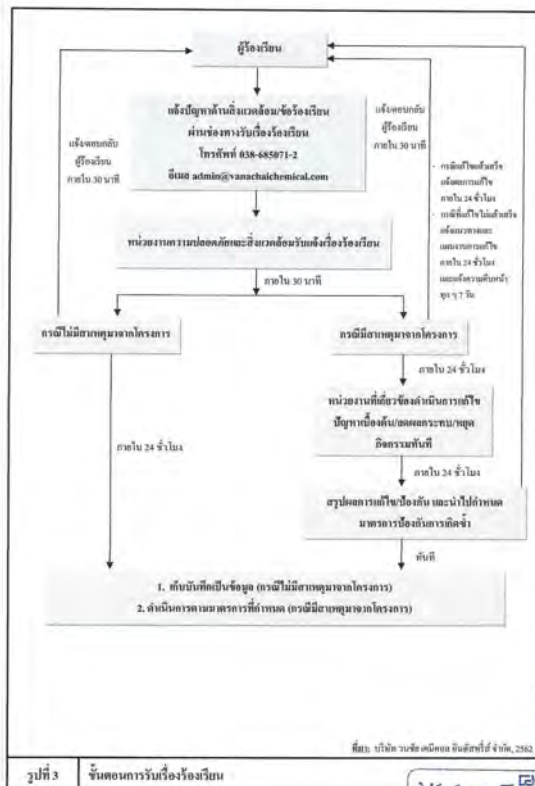 ผู้ร้องเรียน
แจ้งปัญหาด้านสิ่งแวดล้อม/ข้อร้องเรียน
ผ่านช่องทางรับเรื่องร้องเรียน
โทรศัพท์ 038-685071-2
อีเมล admin@vanachaichemical.com
แจ้ง/ตอบกลับ
ผู้ร้องเรียน
ภายใน 30 นาที
แจ้ง/ตอบกลับ
ผู้ร้องเรียน
ภายใน 30 นาที
- กรณีแก้ไขแล้วเสร็จ
แจ้งผลการแก้ไข
ภายใน 24 ชั่วโมง
- กรณีที่แก้ไขไม่แล้วเสร็จ
แจ้งแนวทางและ
แผนงานการแก้ไข
ภายใน 24 ชั่วโมง
และแจ้งความคืบหน้า
ทุก ๆ 7 วัน
หน่วยงานความปลอดภัยและสิ่งแวดล้อมรับแจ้งเรื่องร้องเรียน
ภายใน 30 นาที
กรณีไม่มีสาเหตุมาจากโครงการ
กรณีมีสาเหตุมาจากโครงการ
ภายใน 24 ชั่วโมง
หน่วยงานที่เกี่ยวข้องดำเนินการแก้ไข
ปัญหาเบื้องต้น/ลดผลกระทบ/หยุด
กิจกรรมทันที
ภายใน 24 ชั่วโมง
ภายใน 24 ชั่วโมง
สรุปผลการแก้ไข/ป้องกัน และนำไปกำหนด
มาตรการป้องกันการเกิดซ้ำ
ทันที
1. เก็บบันทึกเป็นข้อมูล (กรณีไม่มีสาเหตุมาจากโครงการ)
2. ดำเนินการตามมาตรการที่กำหนด (กรณีมีสาเหตุมาจากโครงการ)
ที่มา: บริษัท วนชัย เคมิคอล อินดัสทรี่ส์ จำกัด, 2562
รูปที่ 3 ขั้นตอนการรับเรื่องร้องเรียน